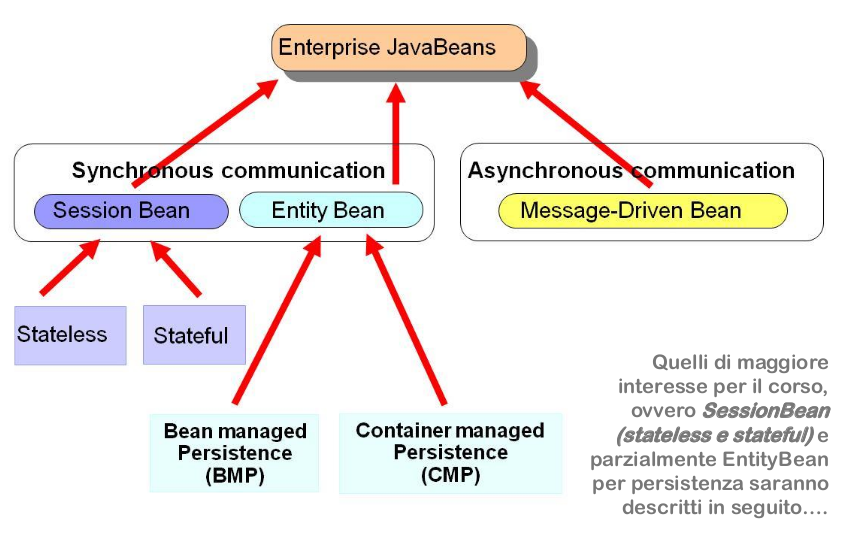 Enterprise JavaBeans
Synchronous communication
Session Bean
Entity Bean
Asynchronous communication
Message-Driven Bean
Stateless
Stateful
Bean managed
Persistence
(BMP)
Container managed
Persistence
(CMP)
Quelli di maggiore
interesse per il corso,
ovvero SessionBean
(stateless e stateful) e
parzialmente EntityBean
per persistenza saranno
descritti in seguito....